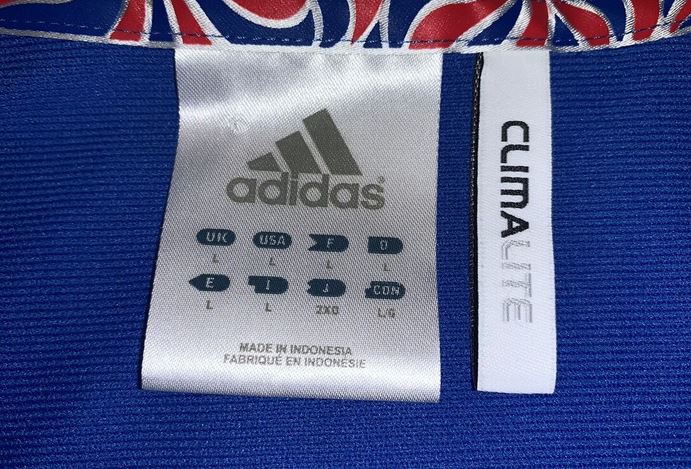 adidas®
UK USA F D
L L L L
E I J CDN
L L 2XO L/G
MADE IN INDONESIA
FABRIQUÉ EN INDONÉSIE
CLIMALITE